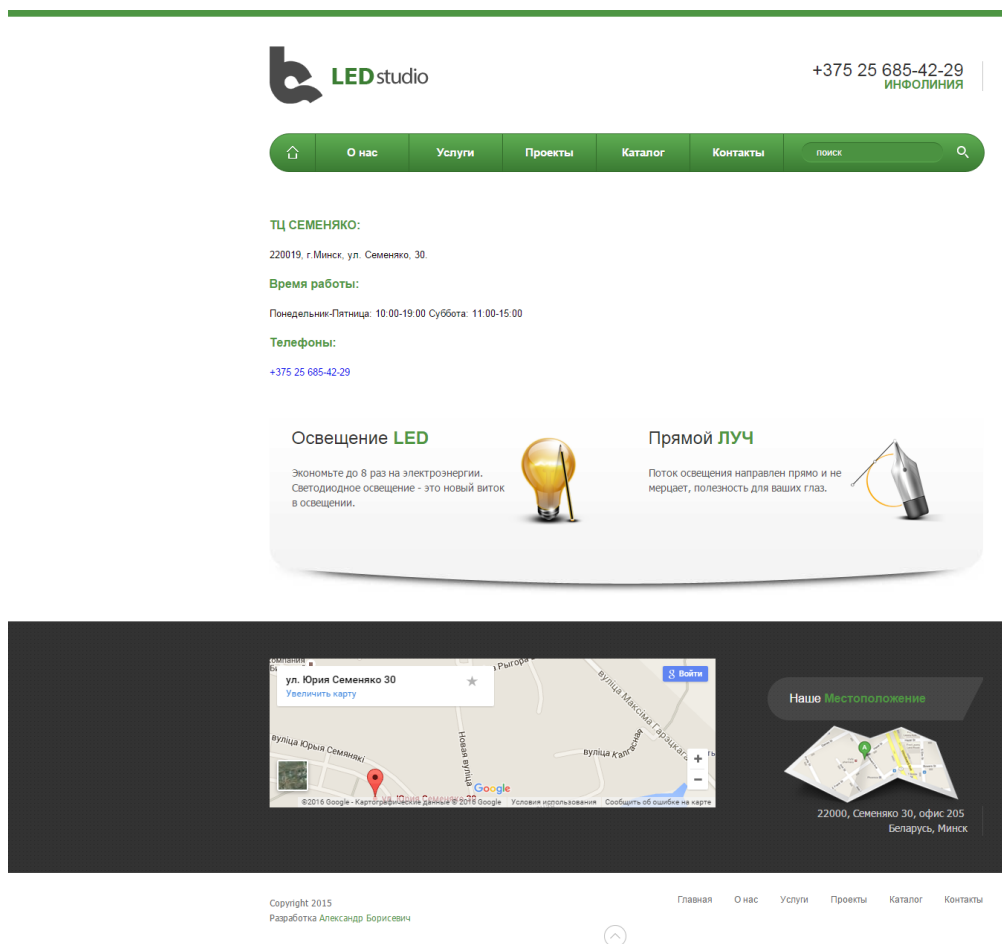 LED studio
+375 25 685-42-29
ИНФОЛИНИЯ
О нас
Услуги
Проекты
Каталог
Контакты
поиск
ТЦ СЕМЕНЯКО:
220019, г.Минск, ул. Семеняко, 30.
Время работы:
Понедельник-Пятница: 10:00-19:00 Суббота: 11:00-15:00
Телефоны:
+375 25 685-42-29
Освещение LED
Экономьте до 8 раз на электроэнергии.
Светодиодное освещение - это новый виток
в освещении.
Прямой ЛУЧ
Поток освещения направлен прямо и не
мерцает, полезность для ваших глаз.
ул. Юрия Семеняко 30
Увеличить карту
Войти
вуліца Максіма Гарэцкага
вуліца Юрыя Семянякі
Новая вуліца
вуліца Калгасная
ул. Юрия Семеняко 30
Google
©2016 Google - Картографические данные © 2016 Google
Условия использования
Сообщить об ошибке на карте
Наше Местоположение
A
22000, Семеняко 30, офис 205
Беларусь, Минск
Copyright 2015
Разработка Александр Борисевич
Главная
О нас
Услуги
Проекты
Каталог
Контакты